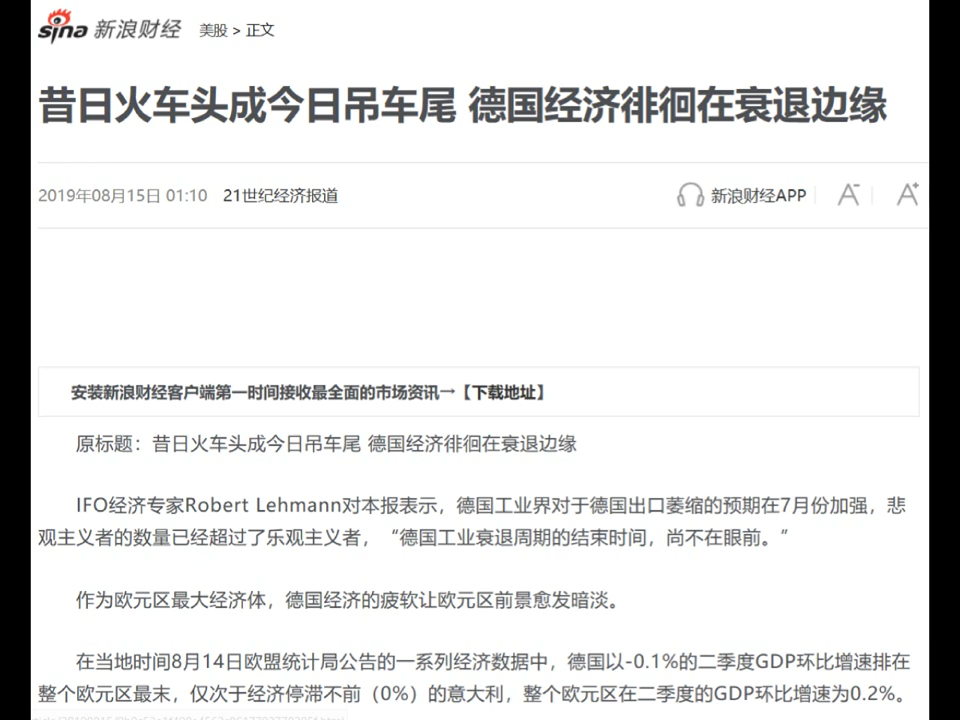 sina 新浪财经 美股 > 正文
昔日火车头成今日吊车尾 德国经济徘徊在衰退边缘
2019年08月15日 01:10 21世纪经济报道 新浪财经APP A- A+
安装新浪财经客户端第一时间接收最全面的市场资讯→【下载地址】
原标题：昔日火车头成今日吊车尾 德国经济徘徊在衰退边缘
IFO经济专家Robert Lehmann对本报表示，德国工业界对于德国出口萎缩的预期在7月份加强，悲
观主义者的数量已经超过了乐观主义者，“德国工业衰退周期的结束时间，尚不在眼前。”
作为欧元区最大经济体，德国经济的疲软让欧元区前景愈发暗淡。
在当地时间8月14日欧盟统计局公告的一系列经济数据中，德国以-0.1%的二季度GDP环比增速排在
整个欧元区最末，仅次于经济停滞不前（0%）的意大利，整个欧元区在二季度的GDP环比增速为0.2%。